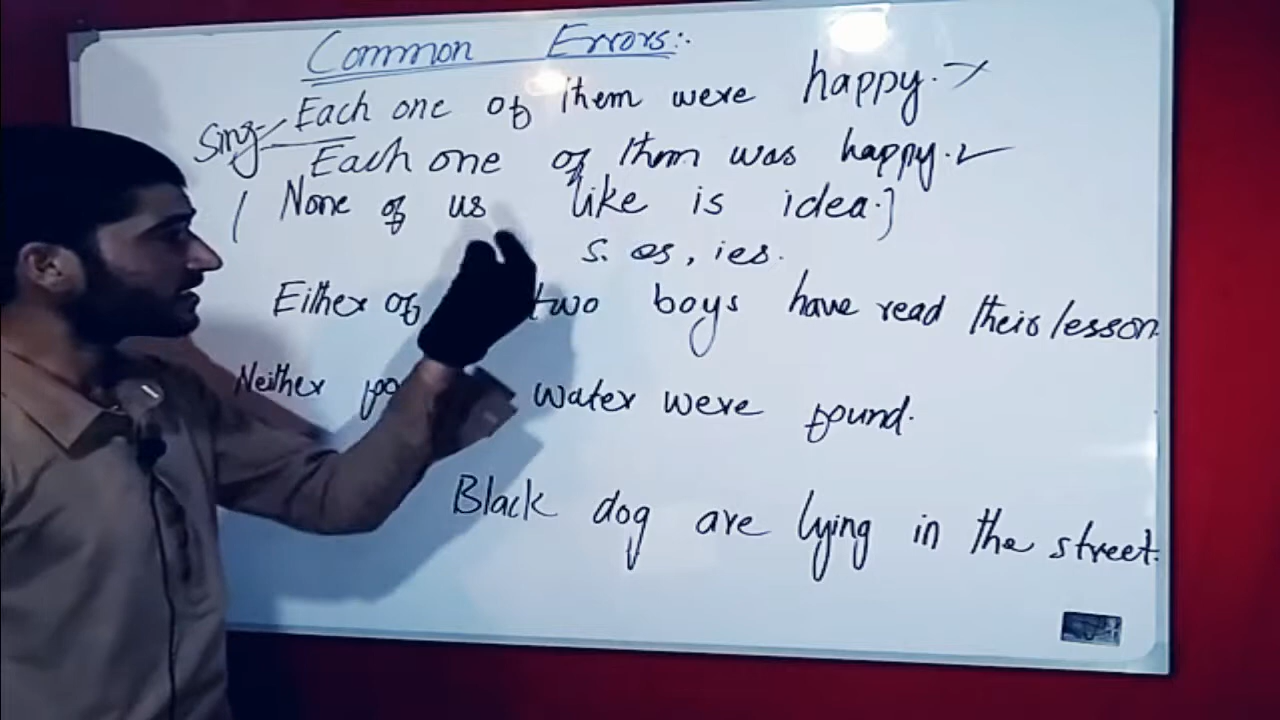 Common Errors:.
Sing- Each one of them were happy. ×
Each one of them was happy. ✓
( None of us like is idea.]
s. es, ies.
Either of two boys have read their lesson.
Neither water were found.
Black dog are lying in the street.